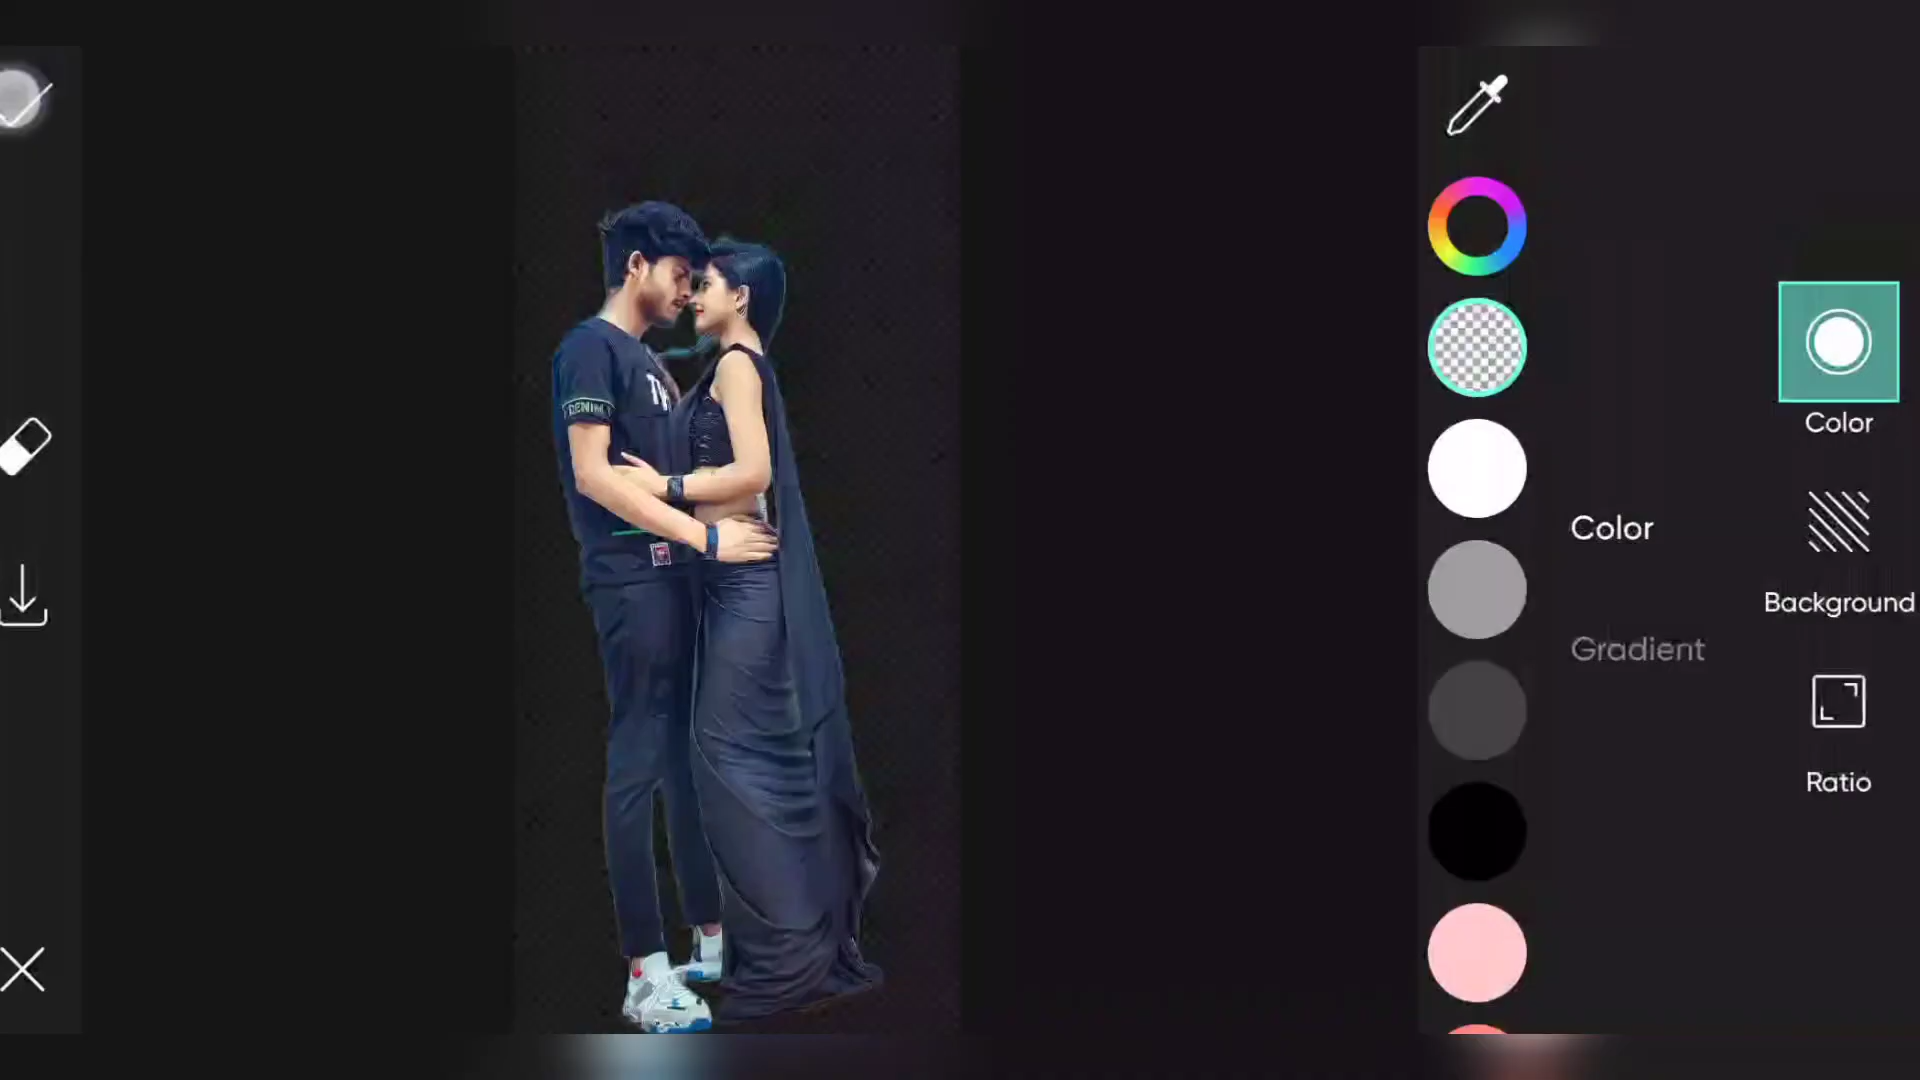 DENIM
Color
Gradient
Color
Background
Ratio